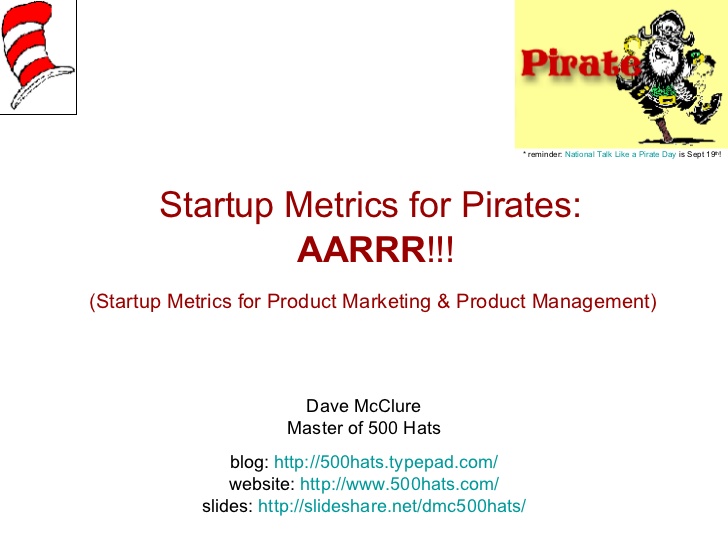 Pirate
* reminder: National Talk Like a Pirate Day is Sept 19th!
Startup Metrics for Pirates:
AARRR!!!
(Startup Metrics for Product Marketing & Product Management)
Dave McClure
Master of 500 Hats
blog: http://500hats.typepad.com/
website: http://www.500hats.com/
slides: http://slideshare.net/dmc500hats/